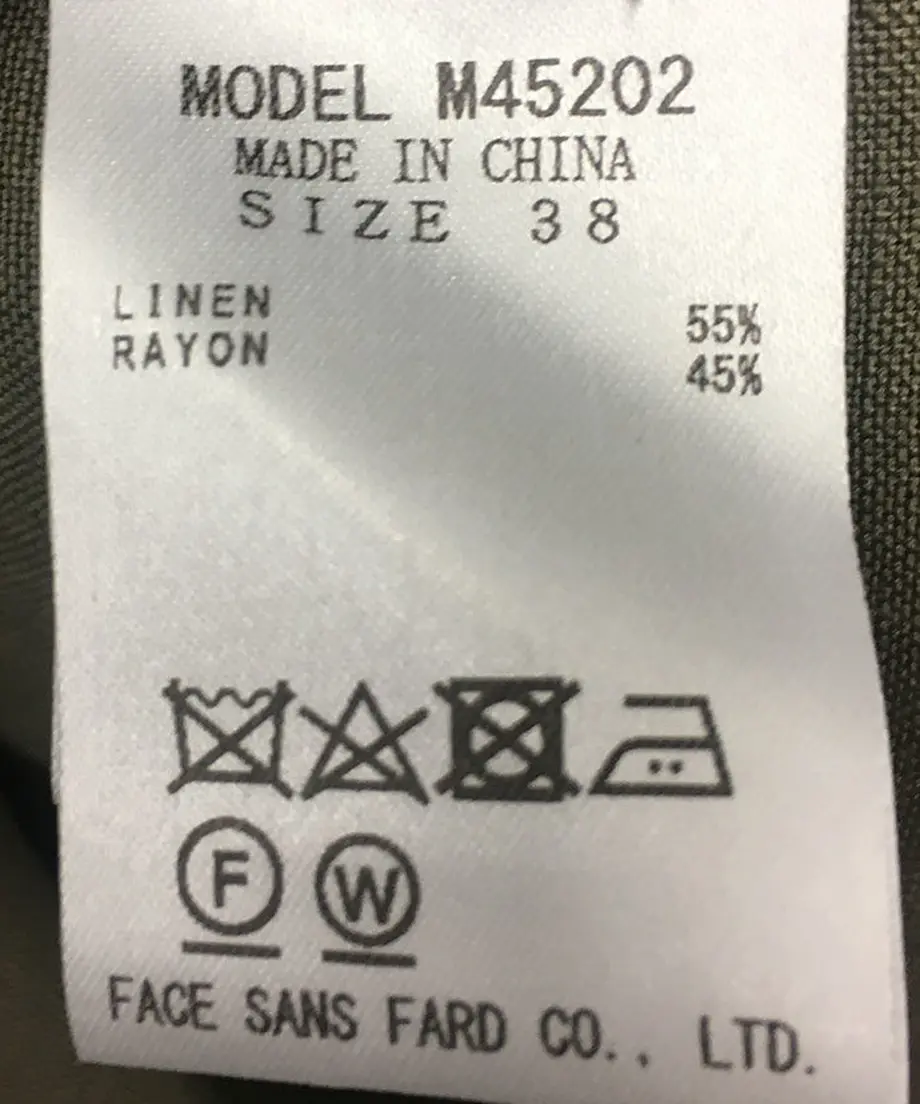 MODEL M45202
MADE IN CHINA
SIZE 38
LINEN 55%
RAYON 45%
F W
FACE SANS FARD CO., LTD.